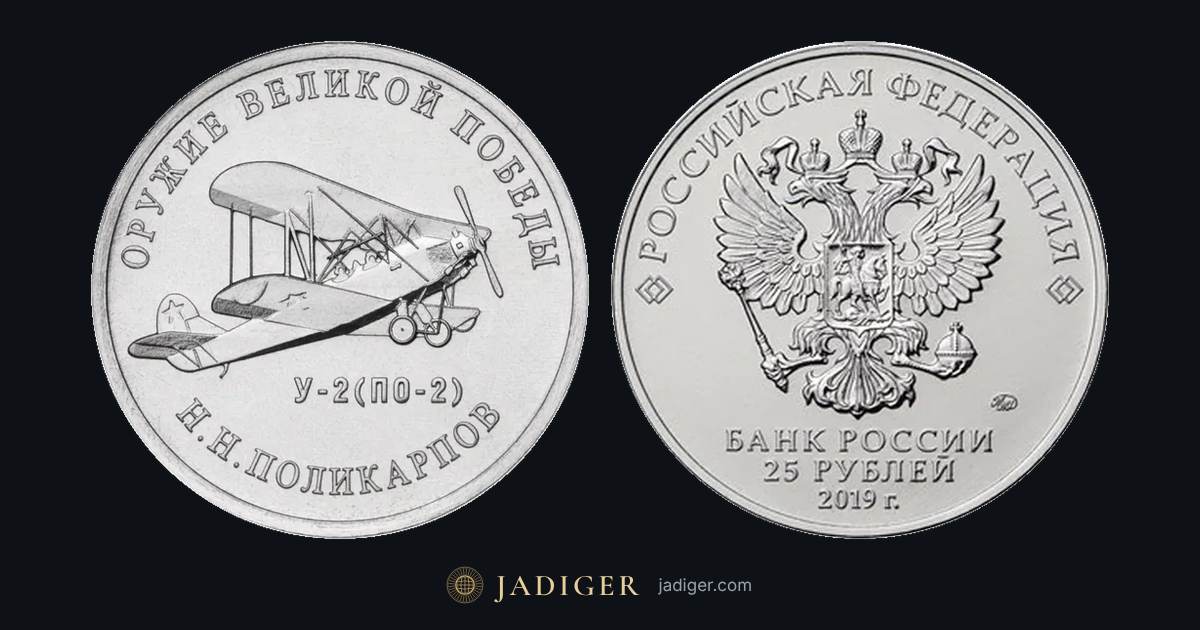 ОРУЖИЕ ВЕЛИКОЙ ПОБЕДЫ
У-2(ПО-2)
Н.Н.ПОЛИКАРПОВ
РОССИЙСКАЯ ФЕДЕРАЦИЯ
БАНК РОССИИ
25 РУБЛЕЙ
2019 г.
JADIGER jadiger.com